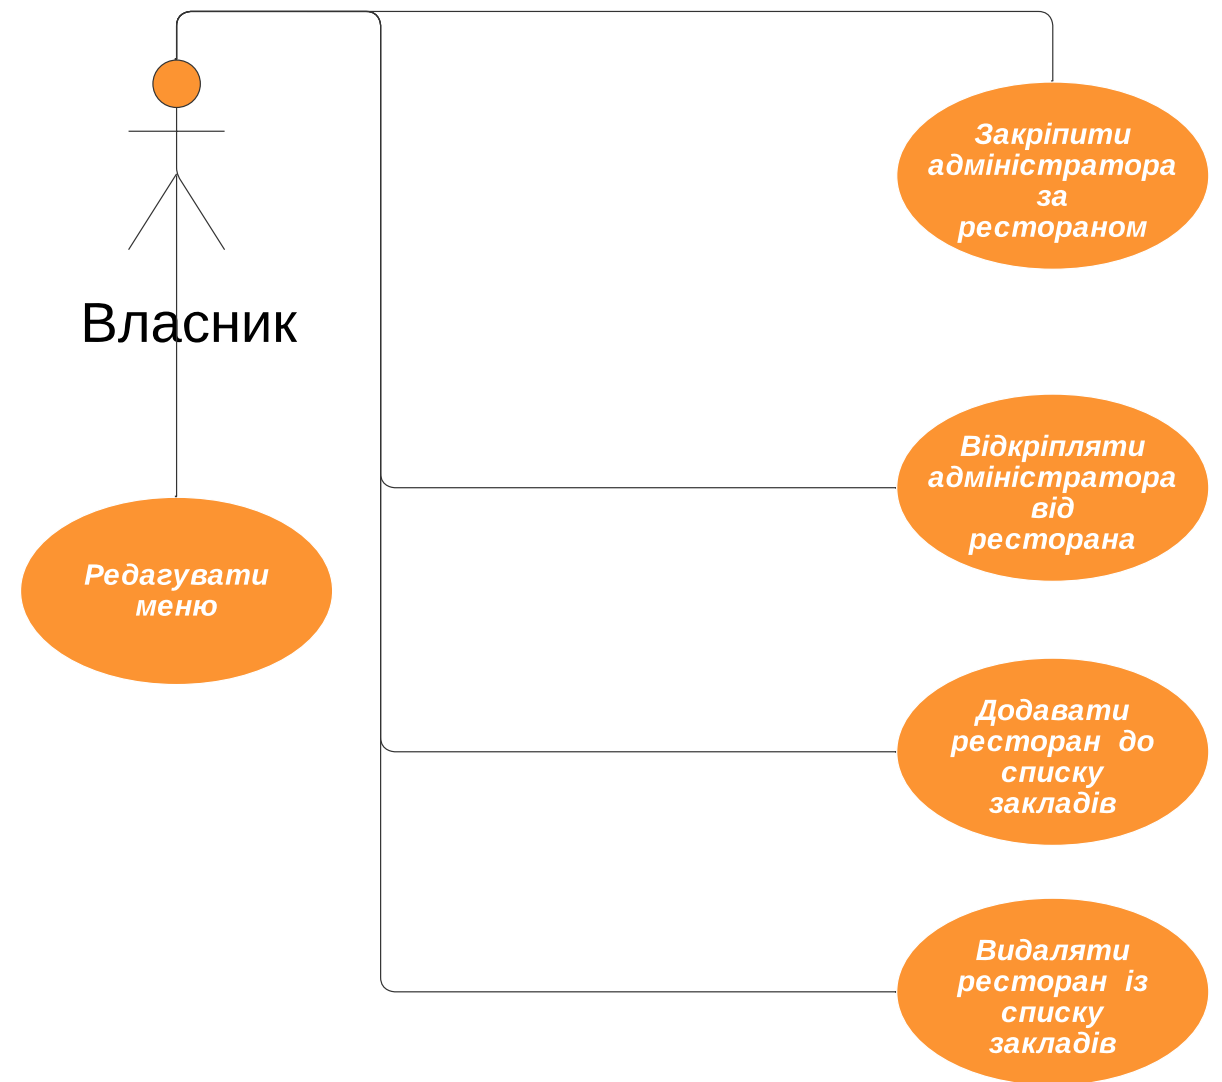 Закріпити
адміністратора
за
рестораном
Власник
Відкріпляти
адміністратора
від
ресторана
Редагувати
меню
Додавати
ресторан до
списку
закладів
Видаляти
ресторан із
списку
закладів